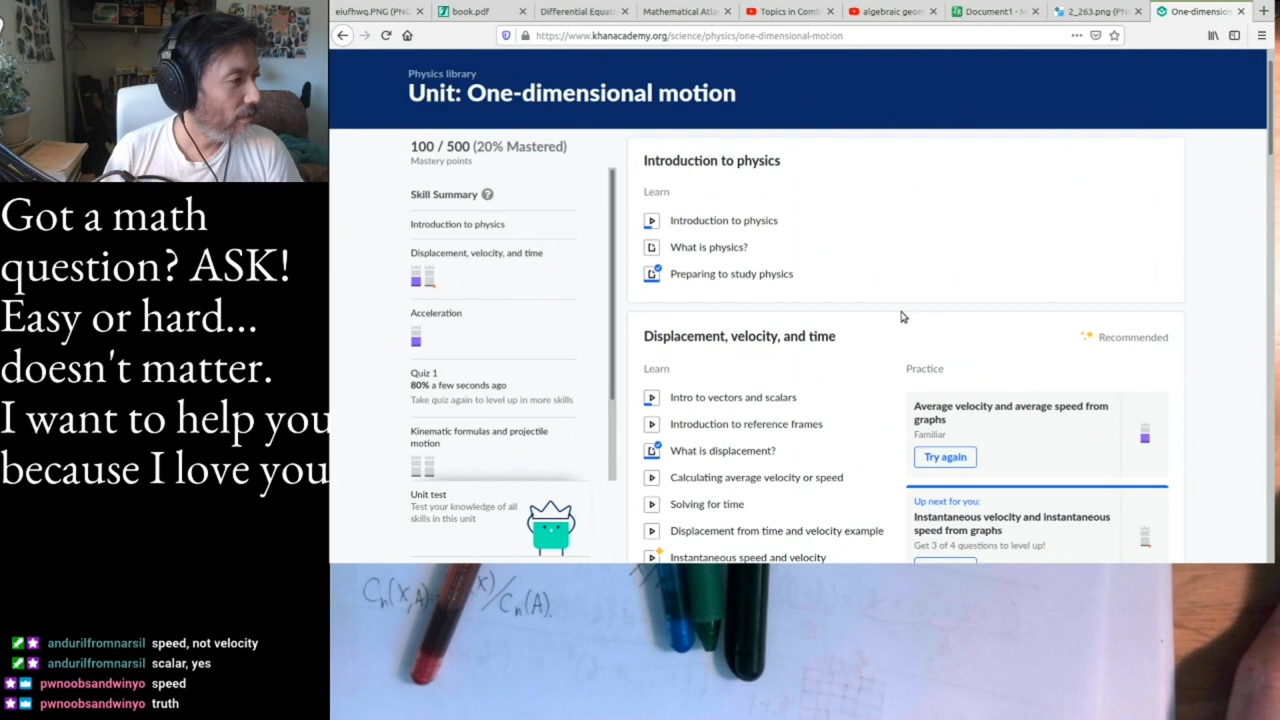 eiufhwq.PNG (PN
book.pdf
Differential Equat
Mathematical Atla
Topics in Comb
algebraic geom
Document1 - M
2_263.png (PN
One-dimension
https://www.khanacademy.org/science/physics/one-dimensional-motion
Physics library
Unit: One-dimensional motion
100 / 500 (20% Mastered)
Mastery points
Skill Summary ?
Introduction to physics
Displacement, velocity, and time
Acceleration
Quiz 1
80% a few seconds ago
Take quiz again to level up in more skills
Kinematic formulas and projectile
motion
Unit test
Test your knowledge of all
skills in this unit
Introduction to physics
Learn
Introduction to physics
What is physics?
Preparing to study physics
Displacement, velocity, and time
Recommended
Learn
Intro to vectors and scalars
Introduction to reference frames
What is displacement?
Calculating average velocity or speed
Solving for time
Displacement from time and velocity example
Instantaneous speed and velocity
Practice
Average velocity and average speed from
graphs
Familiar
Try again
Up next for you:
Instantaneous velocity and instantaneous
speed from graphs
Get 3 of 4 questions to level up!
Got a math
question? ASK!
Easy or hard...
doesn't matter.
I want to help you
because I love you.
andurilfromnarsil speed, not velocity
andurilfromnarsil scalar, yes
pwnoobsandwinyo speed
pwnoobsandwinyo truth
Cn(X,A) X)/Cn(A).